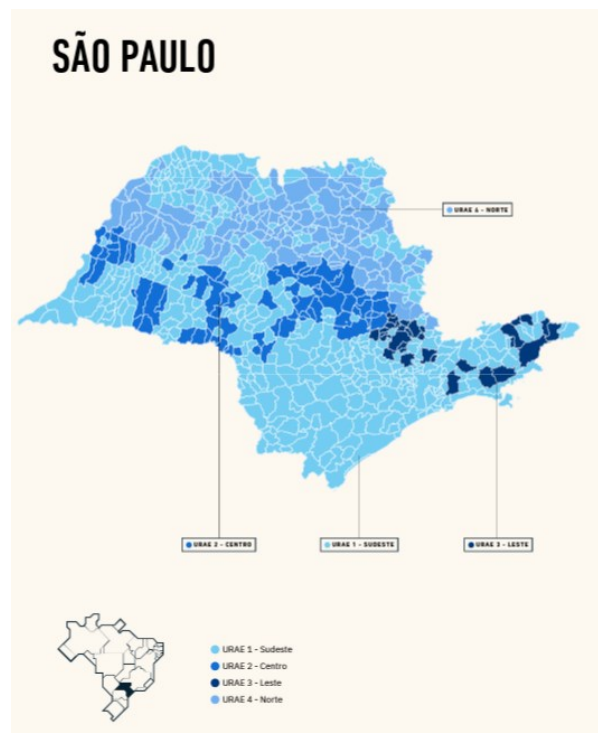 SÃO PAULO
URAE 4 - NORTE
URAE 2 - CENTRO
URAE 1 - SUDESTE
URAE 3 - LESTE
URAE 1 - Sudeste
URAE 2 - Centro
URAE 3 - Leste
URAE 4 - Norte